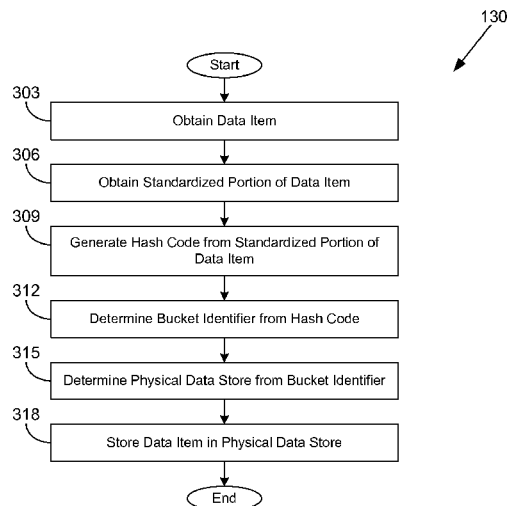 130
Start
303
Obtain Data Item
306
Obtain Standardized Portion of Data Item
309
Generate Hash Code from Standardized Portion of
Data Item
312
Determine Bucket Identifier from Hash Code
315
Determine Physical Data Store from Bucket Identifier
318
Store Data Item in Physical Data Store
End